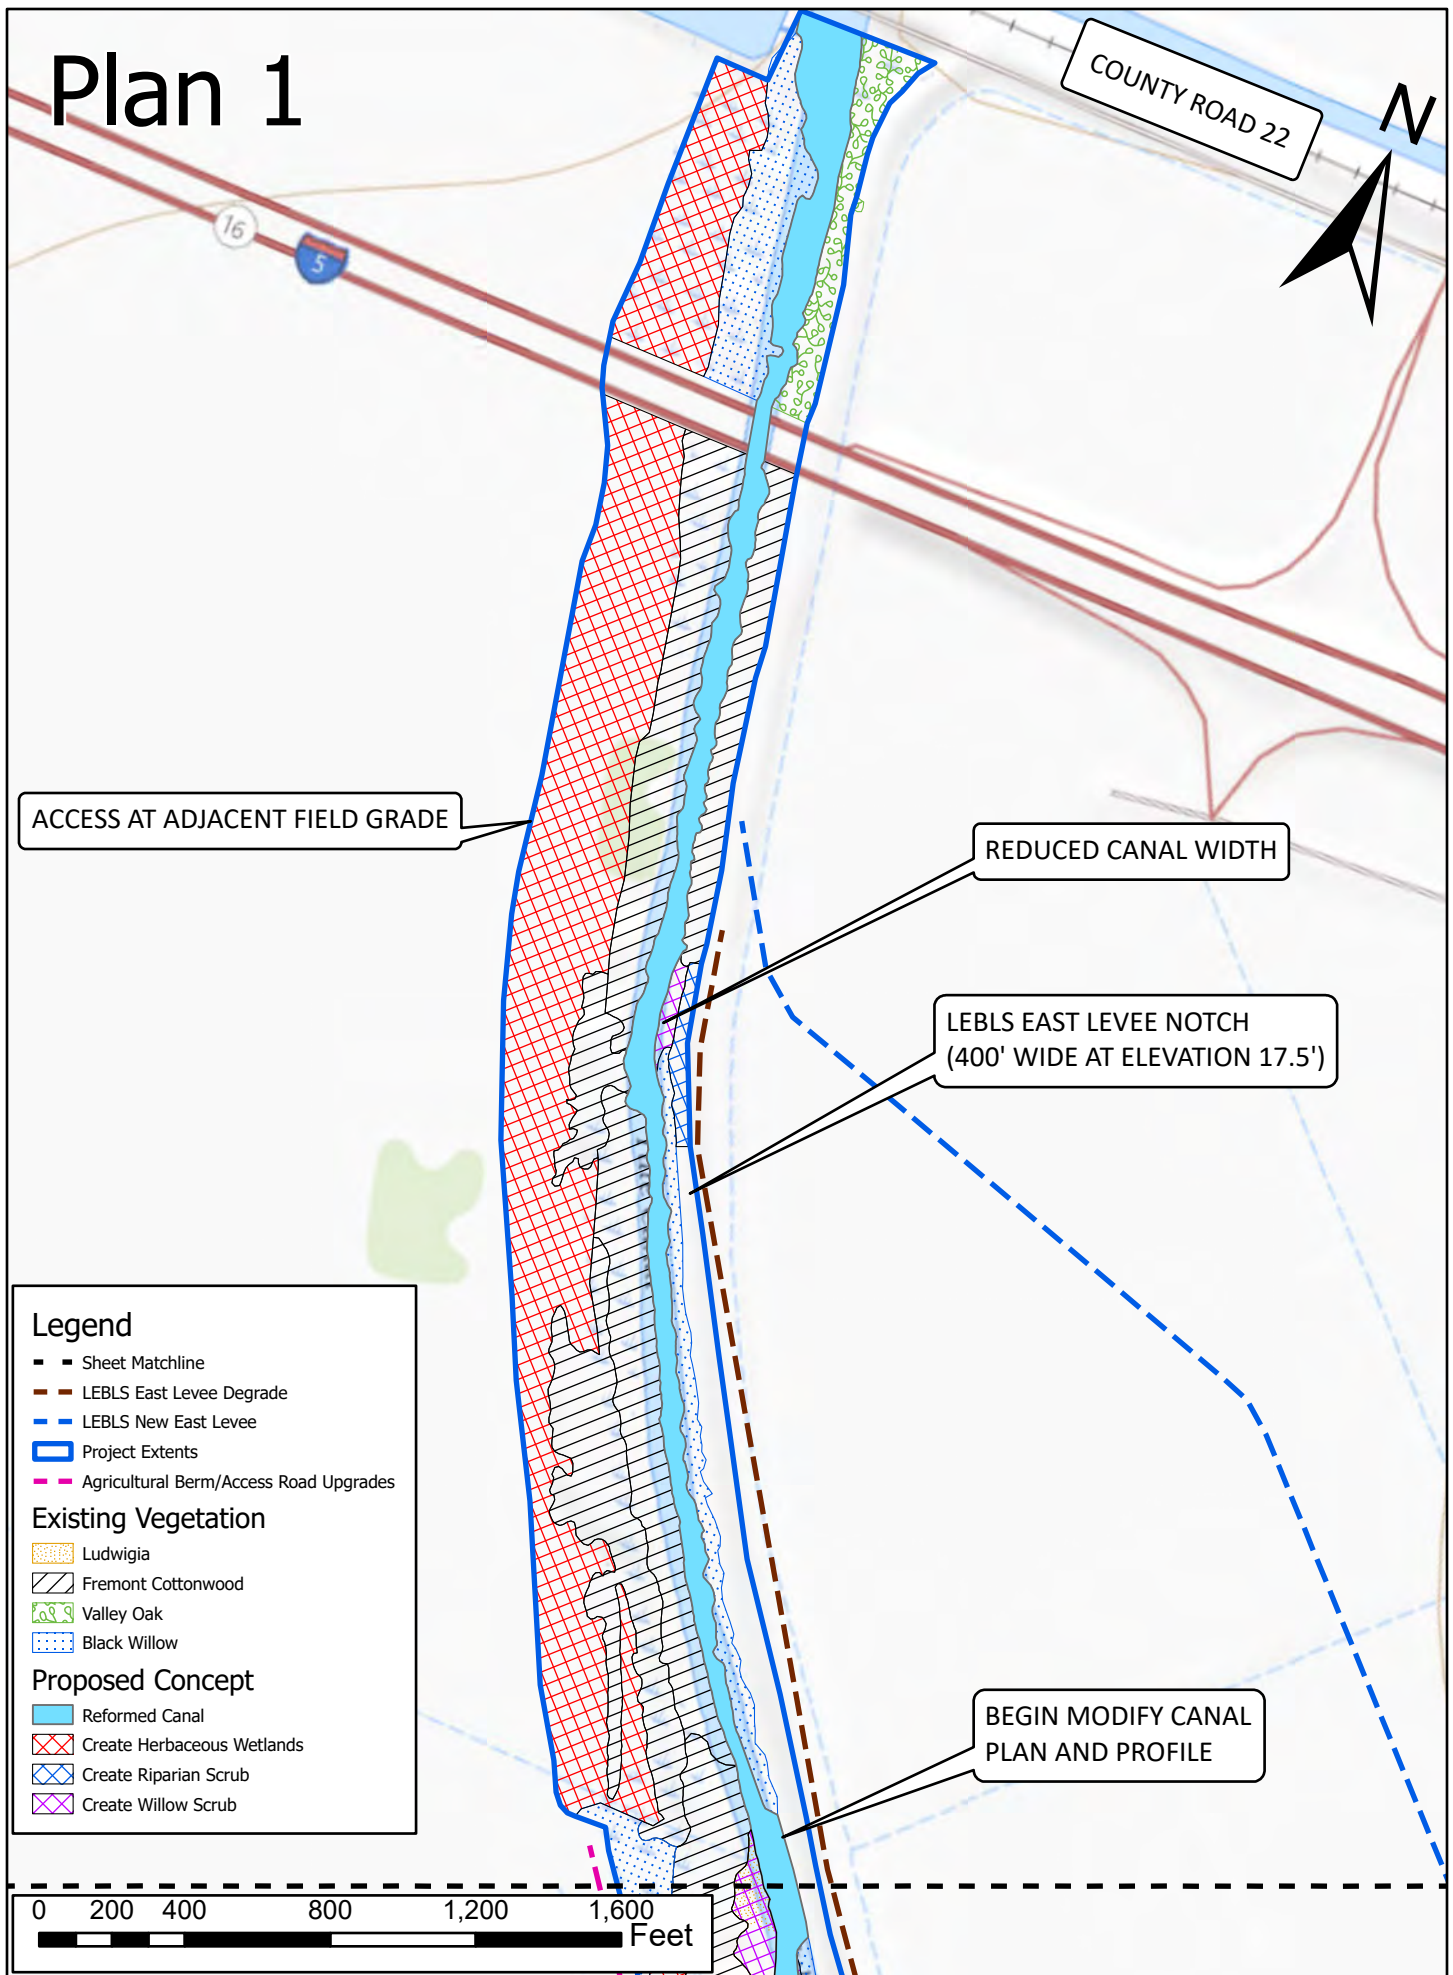 Plan 1
COUNTY ROAD 22
N
16
5
ACCESS AT ADJACENT FIELD GRADE
REDUCED CANAL WIDTH
LEBLS EAST LEVEE NOTCH
(400' WIDE AT ELEVATION 17.5')
BEGIN MODIFY CANAL
PLAN AND PROFILE
Legend
Sheet Matchline
LEBLS East Levee Degrade
LEBLS New East Levee
Project Extents
Agricultural Berm/Access Road Upgrades
Existing Vegetation
Ludwigia
Fremont Cottonwood
Valley Oak
Black Willow
Proposed Concept
Reformed Canal
Create Herbaceous Wetlands
Create Riparian Scrub
Create Willow Scrub
0 200 400 800 1,200 1,600
Feet